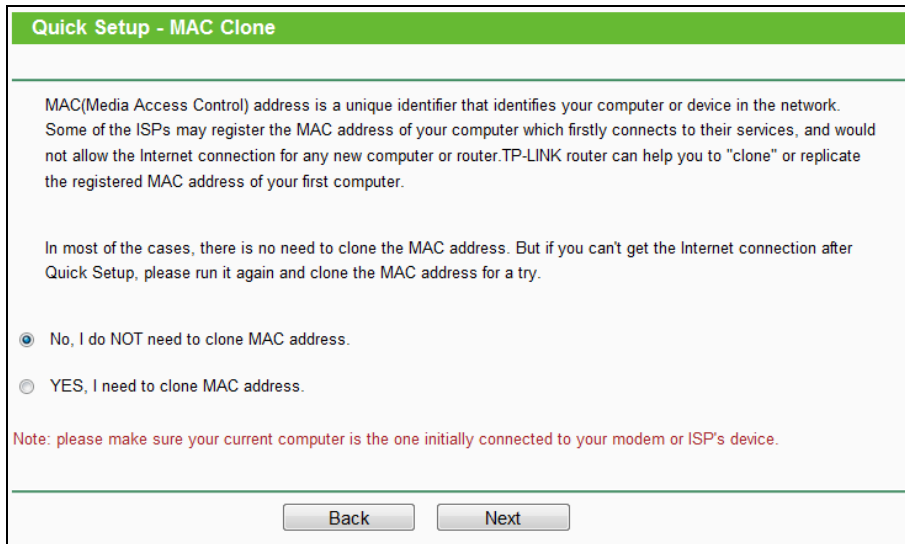 Quick Setup - MAC Clone
MAC(Media Access Control) address is a unique identifier that identifies your computer or device in the network.
Some of the ISPs may register the MAC address of your computer which firstly connects to their services, and would
not allow the Internet connection for any new computer or router.TP-LINK router can help you to "clone" or replicate
the registered MAC address of your first computer.
In most of the cases, there is no need to clone the MAC address. But if you can't get the Internet connection after
Quick Setup, please run it again and clone the MAC address for a try.
No, I do NOT need to clone MAC address.
YES, I need to clone MAC address.
Note: please make sure your current computer is the one initially connected to your modem or ISP's device.
Back Next